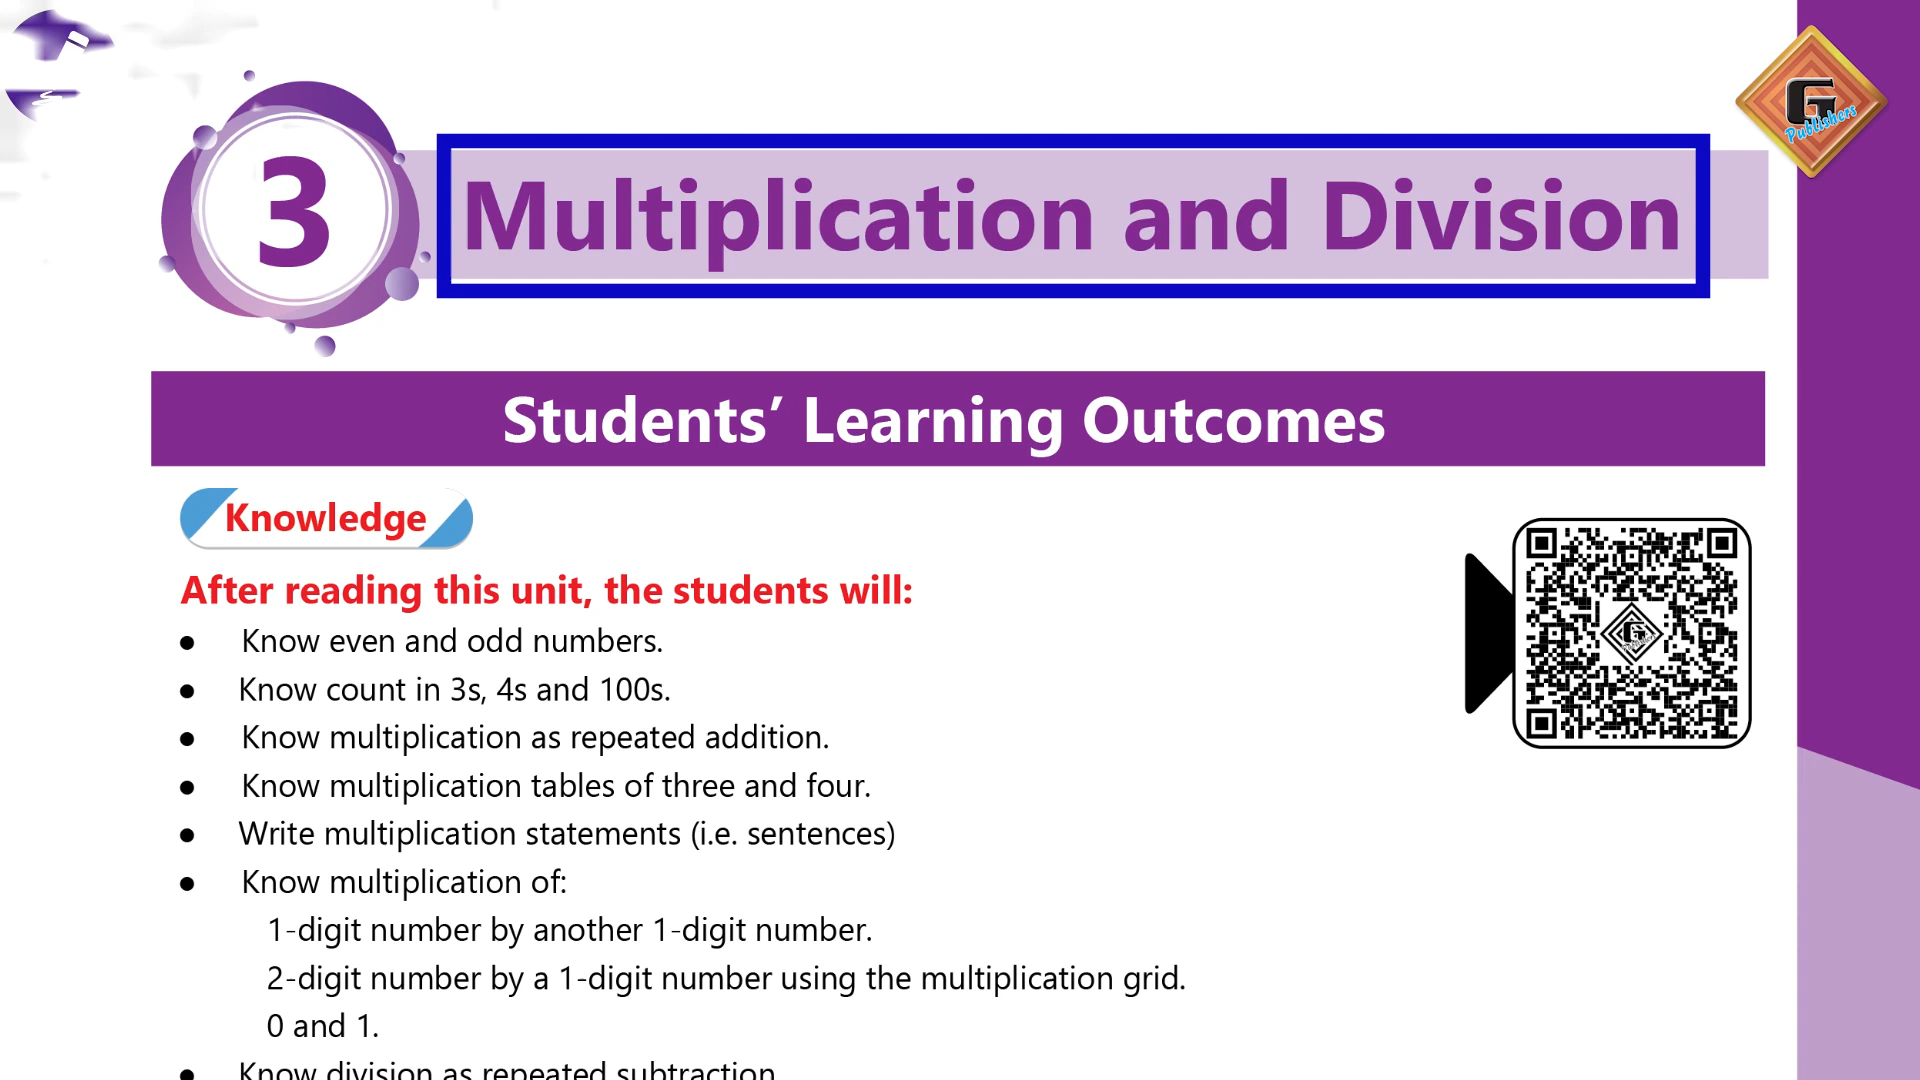 G
Publishers
3
Multiplication and Division
Students’ Learning Outcomes
Knowledge
After reading this unit, the students will:
● Know even and odd numbers.
● Know count in 3s, 4s and 100s.
● Know multiplication as repeated addition.
● Know multiplication tables of three and four.
● Write multiplication statements (i.e. sentences)
● Know multiplication of:
1-digit number by another 1-digit number.
2-digit number by a 1-digit number using the multiplication grid.
0 and 1.
● Know division as repeated subtraction